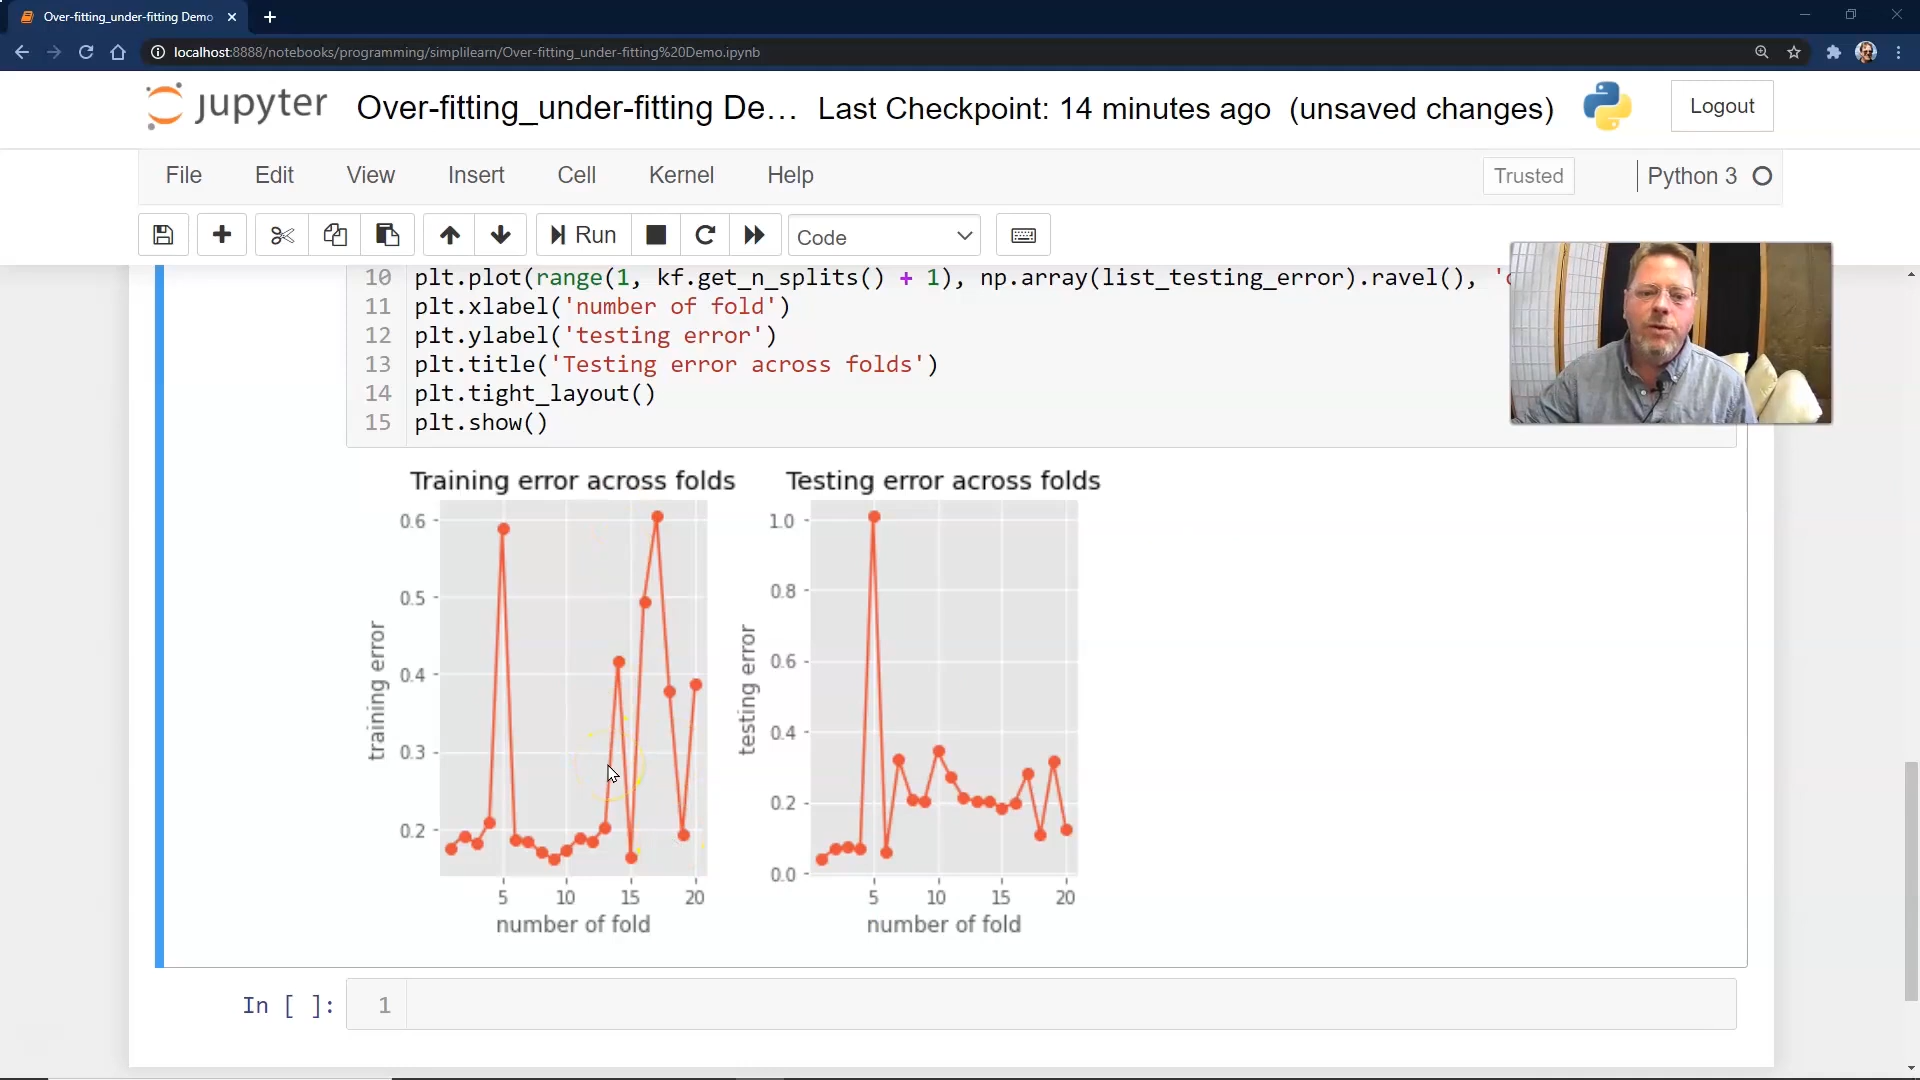 Over-fitting_under-fitting Demo
localhost:8888/notebooks/programming/simplilearn/Over-fitting_under-fitting%20Demo.ipynb
jupyter Over-fitting_under-fitting De... Last Checkpoint: 14 minutes ago (unsaved changes) Logout
File Edit View Insert Cell Kernel Help Trusted Python 3
Run Code
10 plt.plot(range(1, kf.get_n_splits() + 1), np.array(list_testing_error).ravel(), '
11 plt.xlabel('number of fold')
12 plt.ylabel('testing error')
13 plt.title('Testing error across folds')
14 plt.tight_layout()
15 plt.show()
Training error across folds
0.6
0.5
0.4
0.3
0.2
training error
5 10 15 20
number of fold
Testing error across folds
1.0
0.8
0.6
0.4
0.2
0.0
testing error
5 10 15 20
number of fold
In [ ]: 1